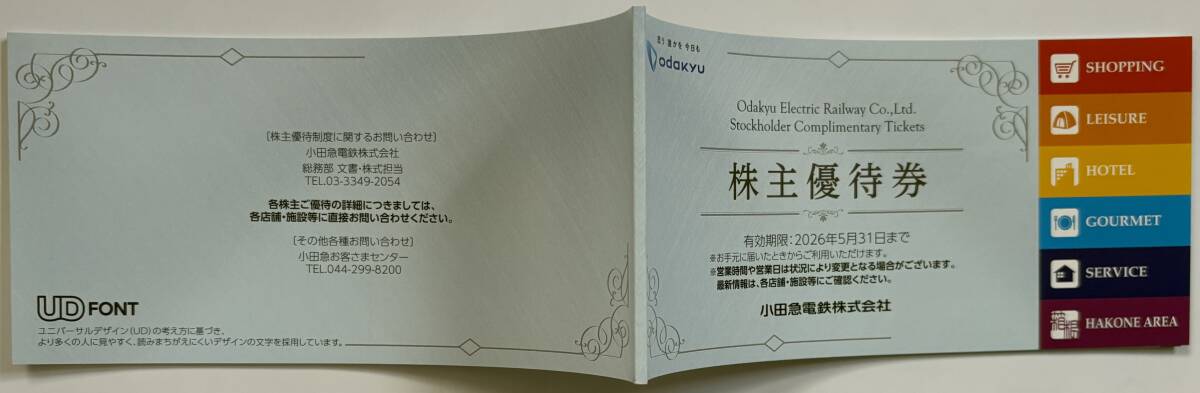 [株主優待制度に関するお問い合わせ]
小田急電鉄株式会社
総務部 文書・株式担当
TEL.03-3349-2054
各株主ご優待の詳細につきましては、
各店舗・施設等に直接お問い合わせください。
[その他各種お問い合わせ]
小田急お客さまセンター
TEL.044-299-8200
UD FONT
ユニバーサルデザイン(UD)の考え方に基づき、
より多くの人に見やすく、読みまちがえにくいデザインの文字を採用しています。
走り 誰かを 今日も
odakyu
Odakyu Electric Railway Co.,Ltd.
Stockholder Complimentary Tickets
株主優待券
有効期限:2026年5月31日まで
※お手元に届いたときからご利用いただけます。
※営業時間や営業日は状況により変更となる場合がございます。
最新情報は、各店舗・施設等にご確認ください。
小田急電鉄株式会社
SHOPPING
LEISURE
HOTEL
GOURMET
SERVICE
箱根
HAKONE AREA